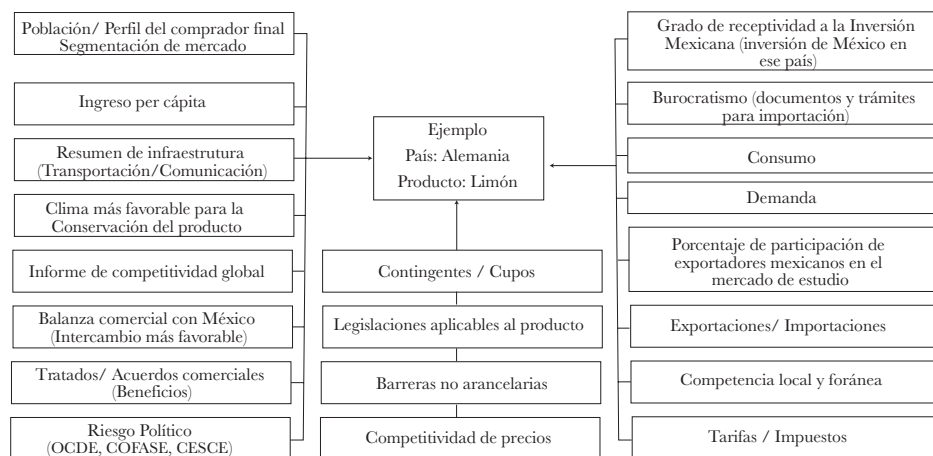 Población/ Perfil del comprador final
Segmentación de mercado
Ingreso per cápita
Resumen de infraestrutura
(Transportación/Comunicación)
Clima más favorable para la
Conservación del producto
Informe de competitividad global
Balanza comercial con México
(Intercambio más favorable)
Tratados/ Acuerdos comerciales
(Beneficios)
Riesgo Político
(OCDE, COFASE, CESCE)
Ejemplo
País: Alemania
Producto: Limón
Contingentes / Cupos
Legislaciones aplicables al producto
Barreras no arancelarias
Competitividad de precios
Grado de receptividad a la Inversión
Mexicana (inversión de México en
ese país)
Burocratismo (documentos y trámites
para importación)
Consumo
Demanda
Porcentaje de participación de
exportadores mexicanos en el
mercado de estudio
Exportaciones/ Importaciones
Competencia local y foránea
Tarifas / Impuestos